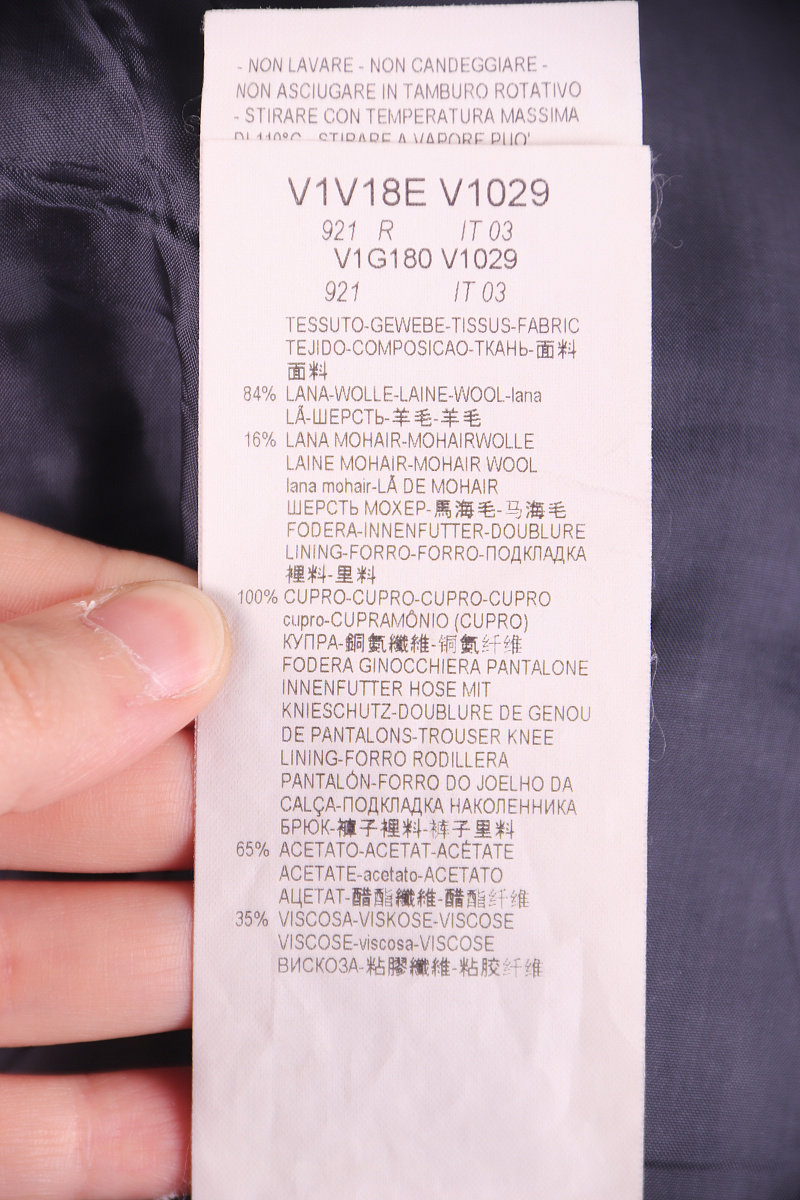 - NON LAVARE - NON CANDEGGIARE -
NON ASCIUGARE IN TAMBURO ROTATIVO
- STIRARE CON TEMPERATURA MASSIMA
DI 110°C - STIRARE A VAPORE PUO'
V1V18E V1029
921 R IT 03
V1G180 V1029
921 IT 03
TESSUTO-GEWEBE-TISSUS-FABRIC
TEJIDO-COMPOSICAO-ТКАНЬ-面料
面料
84% LANA-WOLLE-LAINE-WOOL-lana
LÃ-ШЕРСТЬ-羊毛-羊毛
16% LANA MOHAIR-MOHAIRWOLLE
LAINE MOHAIR-MOHAIR WOOL
lana mohair-LÃ DE MOHAIR
ШЕРСТЬ МОХЕР-馬海毛-马海毛
FODERA-INNENFUTTER-DOUBLURE
LINING-FORRO-FORRO-ПОДКЛАДКА
裡料-里料
100% CUPRO-CUPRO-CUPRO-CUPRO
cupro-CUPRAMÔNIO (CUPRO)
КУПРА-銅氨纖維-铜氨纤维
FODERA GINOCCHIERA PANTALONE
INNENFUTTER HOSE MIT
KNIESCHUTZ-DOUBLURE DE GENOU
DE PANTALONS-TROUSER KNEE
LINING-FORRO RODILLERA
PANTALÓN-FORRO DO JOELHO DA
CALÇA-ПОДКЛАДКА НАКОЛЕННИКА
БРЮК-褲子裡料-裤子里料
65% ACETATO-ACETAT-ACÉTATE
ACETATE-acetato-ACETATO
АЦЕТАТ-醋酯纖維-醋酯纤维
35% VISCOSA-VISKOSE-VISCOSE
VISCOSE-viscosa-VISCOSE
ВИСКОЗА-粘膠纖維-粘胶纤维